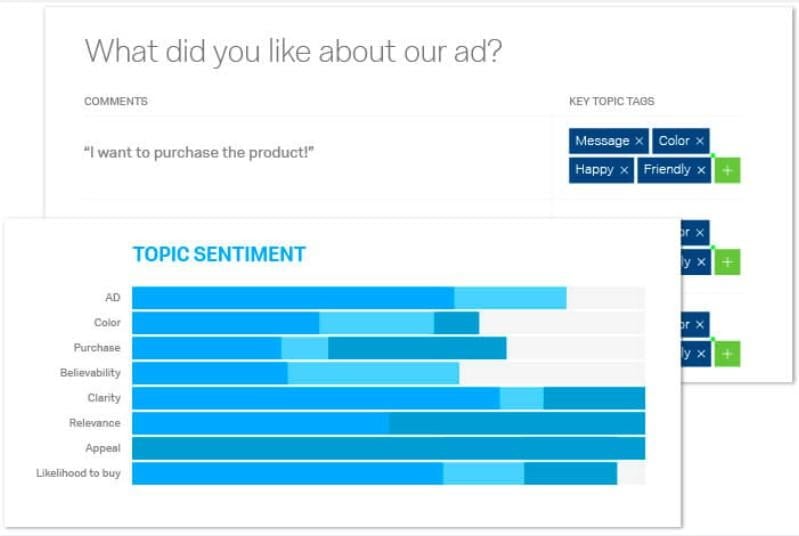 What did you like about our ad?
COMMENTS KEY TOPIC TAGS
“I want to purchase the product!”
Message × Color ×
Happy × Friendly × +
×
× +
×
× +
TOPIC SENTIMENT
AD
Color
Purchase
Believability
Clarity
Relevance
Appeal
Likelihood to buy